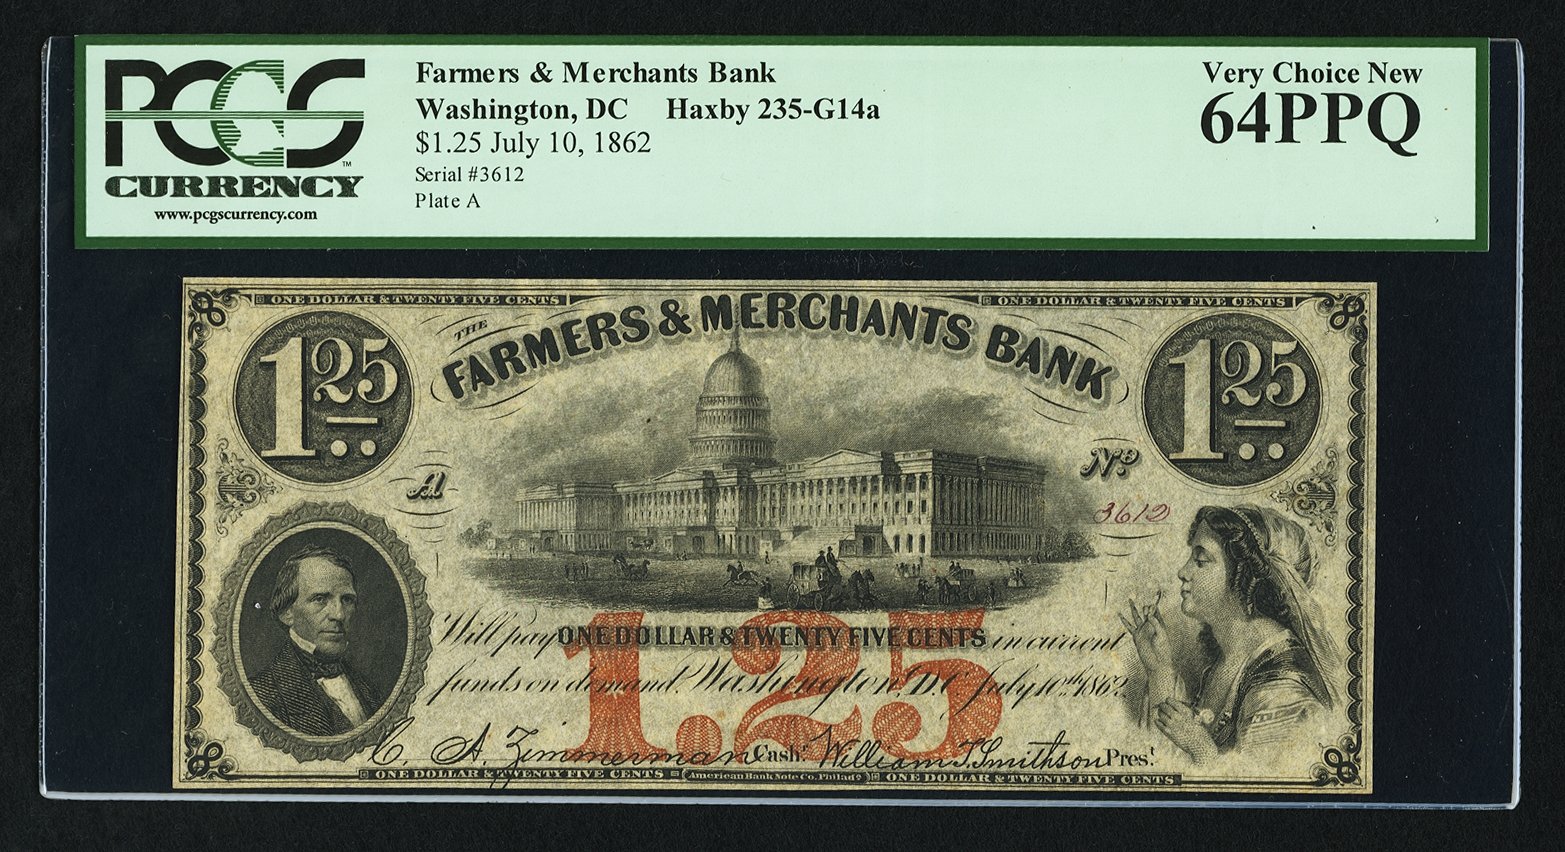 PCGS
™
CURRENCY
www.pcgscurrency.com
Farmers & Merchants Bank
Washington, DC Haxby 235-G14a
$1.25 July 10, 1862
Serial #3612
Plate A
Very Choice New
64PPQ
ONE DOLLAR & TWENTY FIVE CENTS ONE DOLLAR & TWENTY FIVE CENTS
THE
FARMERS & MERCHANTS BANK
1 25 1 25
A No
3612
1.25
Will pay ONE DOLLAR & TWENTY FIVE CENTS in current
funds on demand. Washington, D.C. July 10th 1862
C. A. Zimmerman Cashr. William T. Smithson Prest.
ONE DOLLAR & TWENTY FIVE CENTS American Bank Note Co. Philada. ONE DOLLAR & TWENTY FIVE CENTS